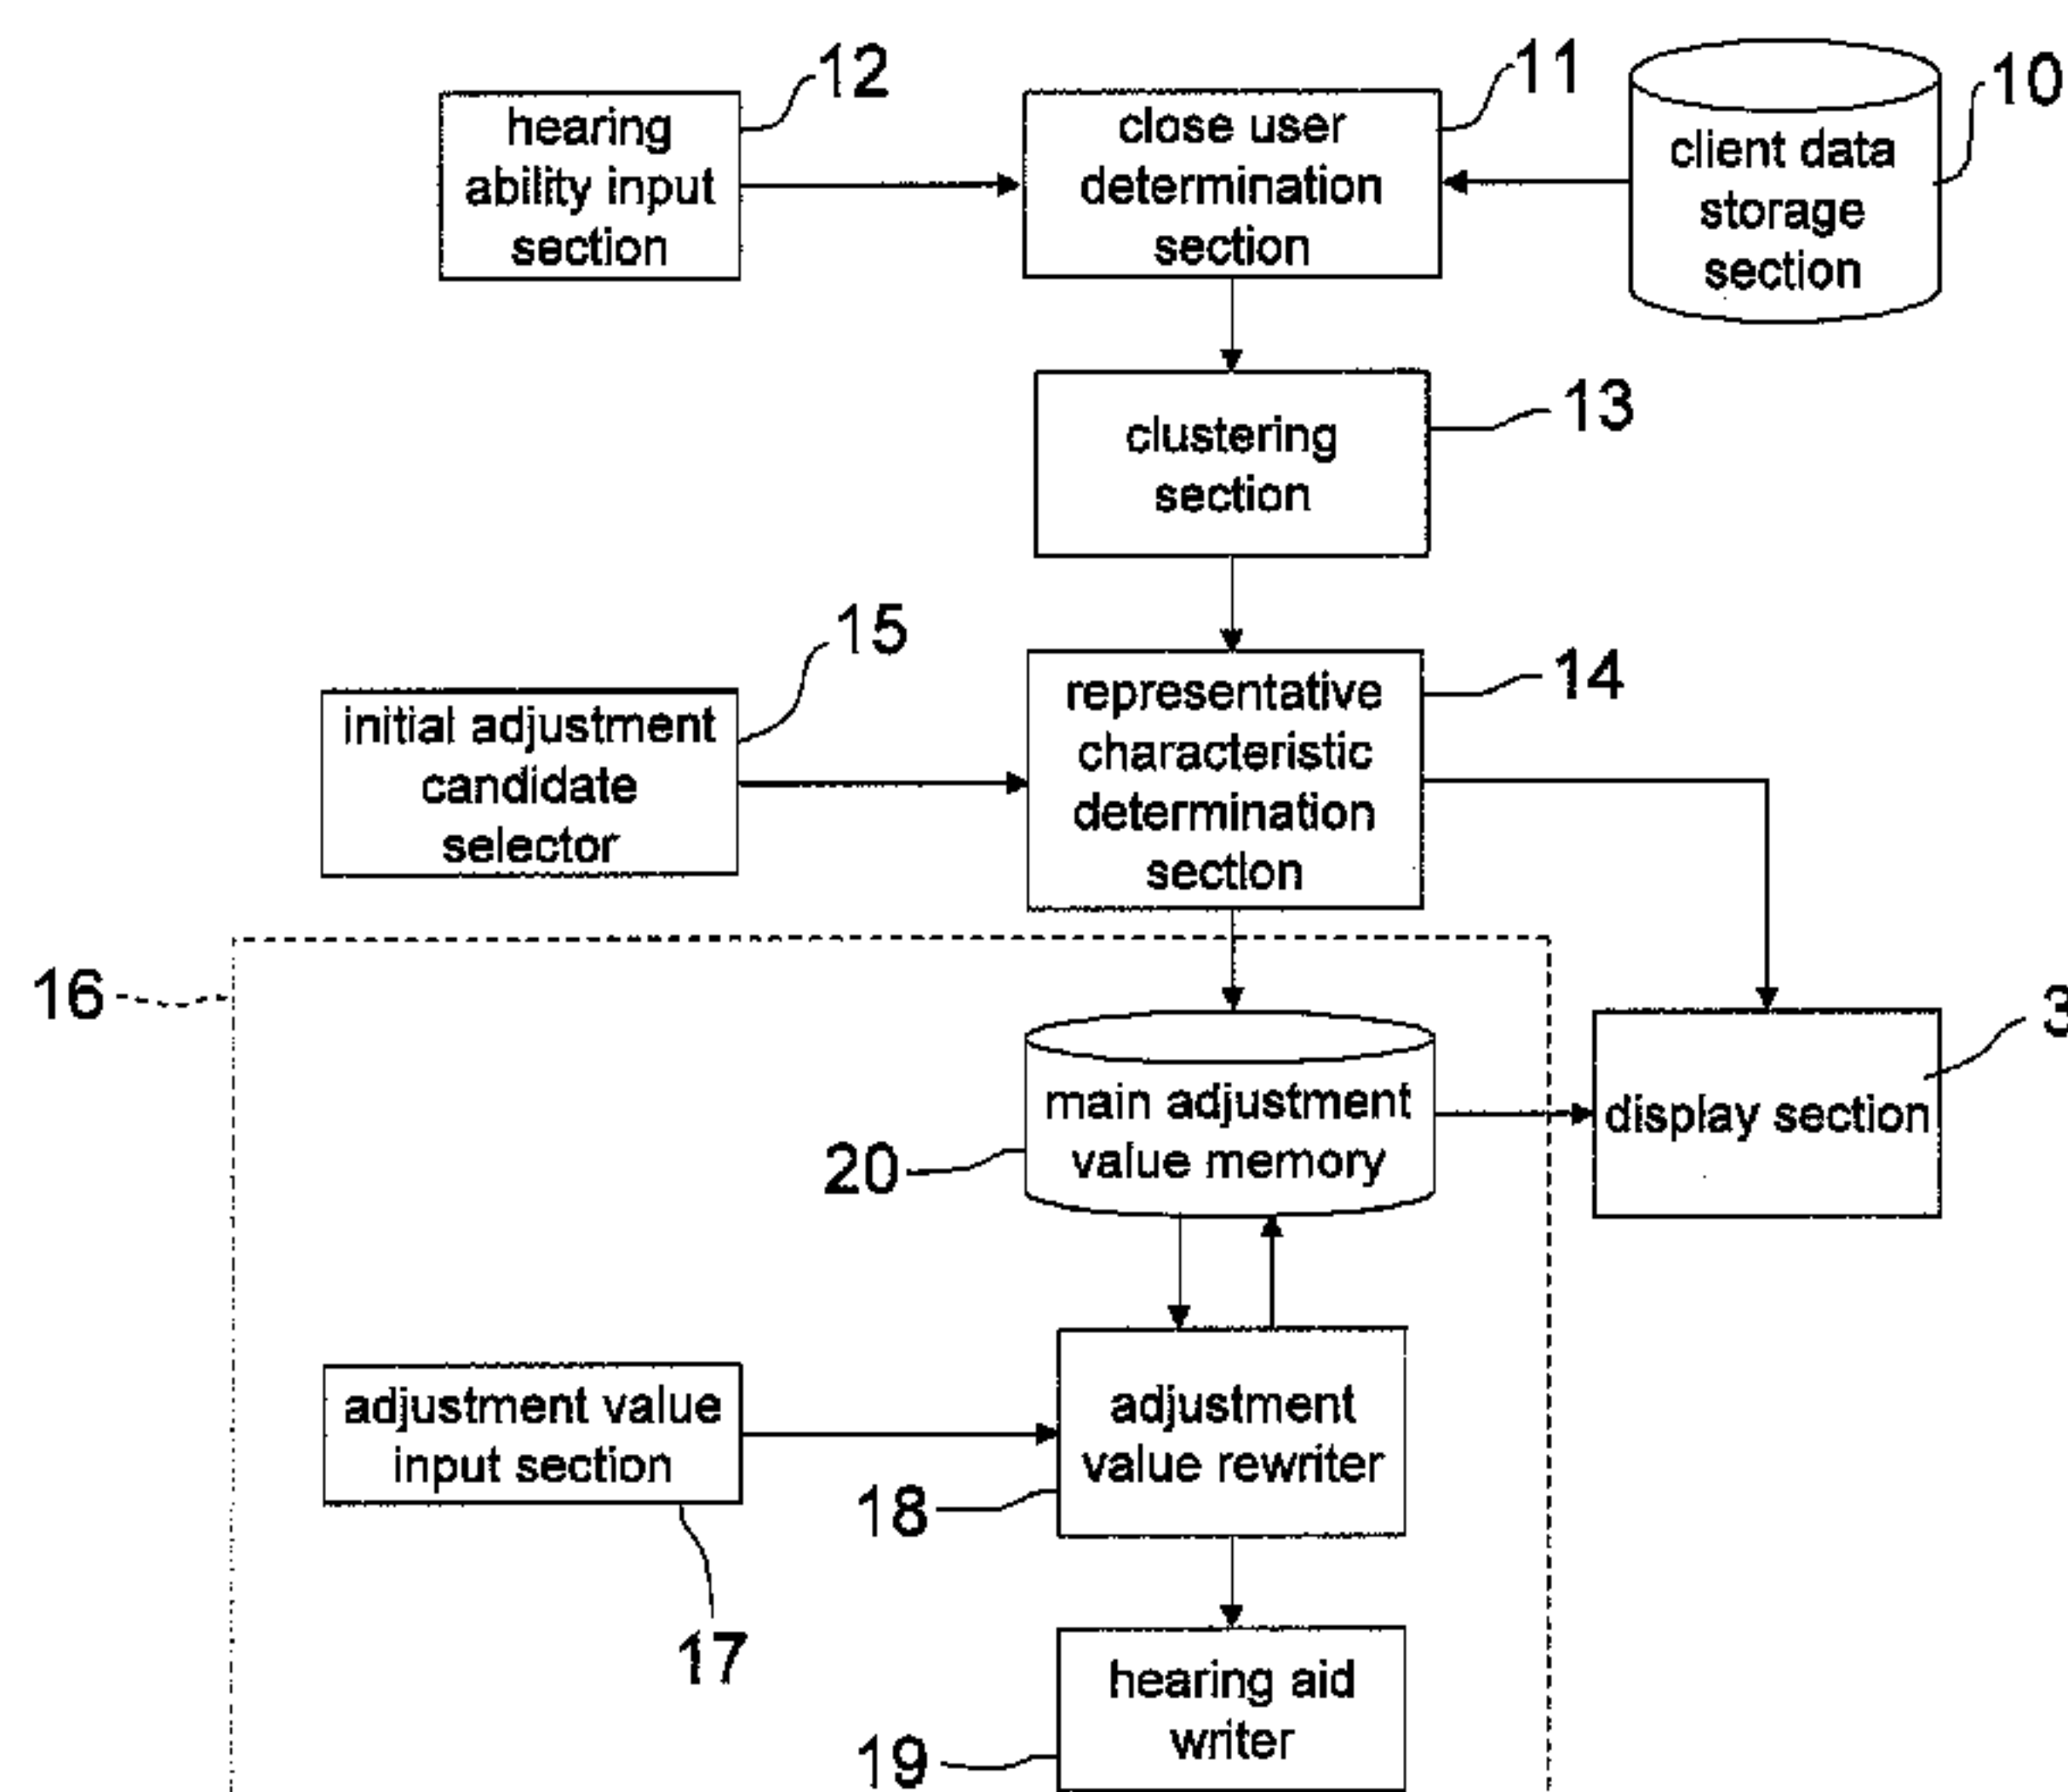 12
hearing
ability input
section
11
close user
determination
section
10
client data
storage
section
13
clustering
section
15
initial adjustment
candidate
selector
14
representative
characteristic
determination
section
16
3
main adjustment
value memory
20
display section
adjustment value
input section
17
adjustment
value rewriter
18
hearing aid
writer
19